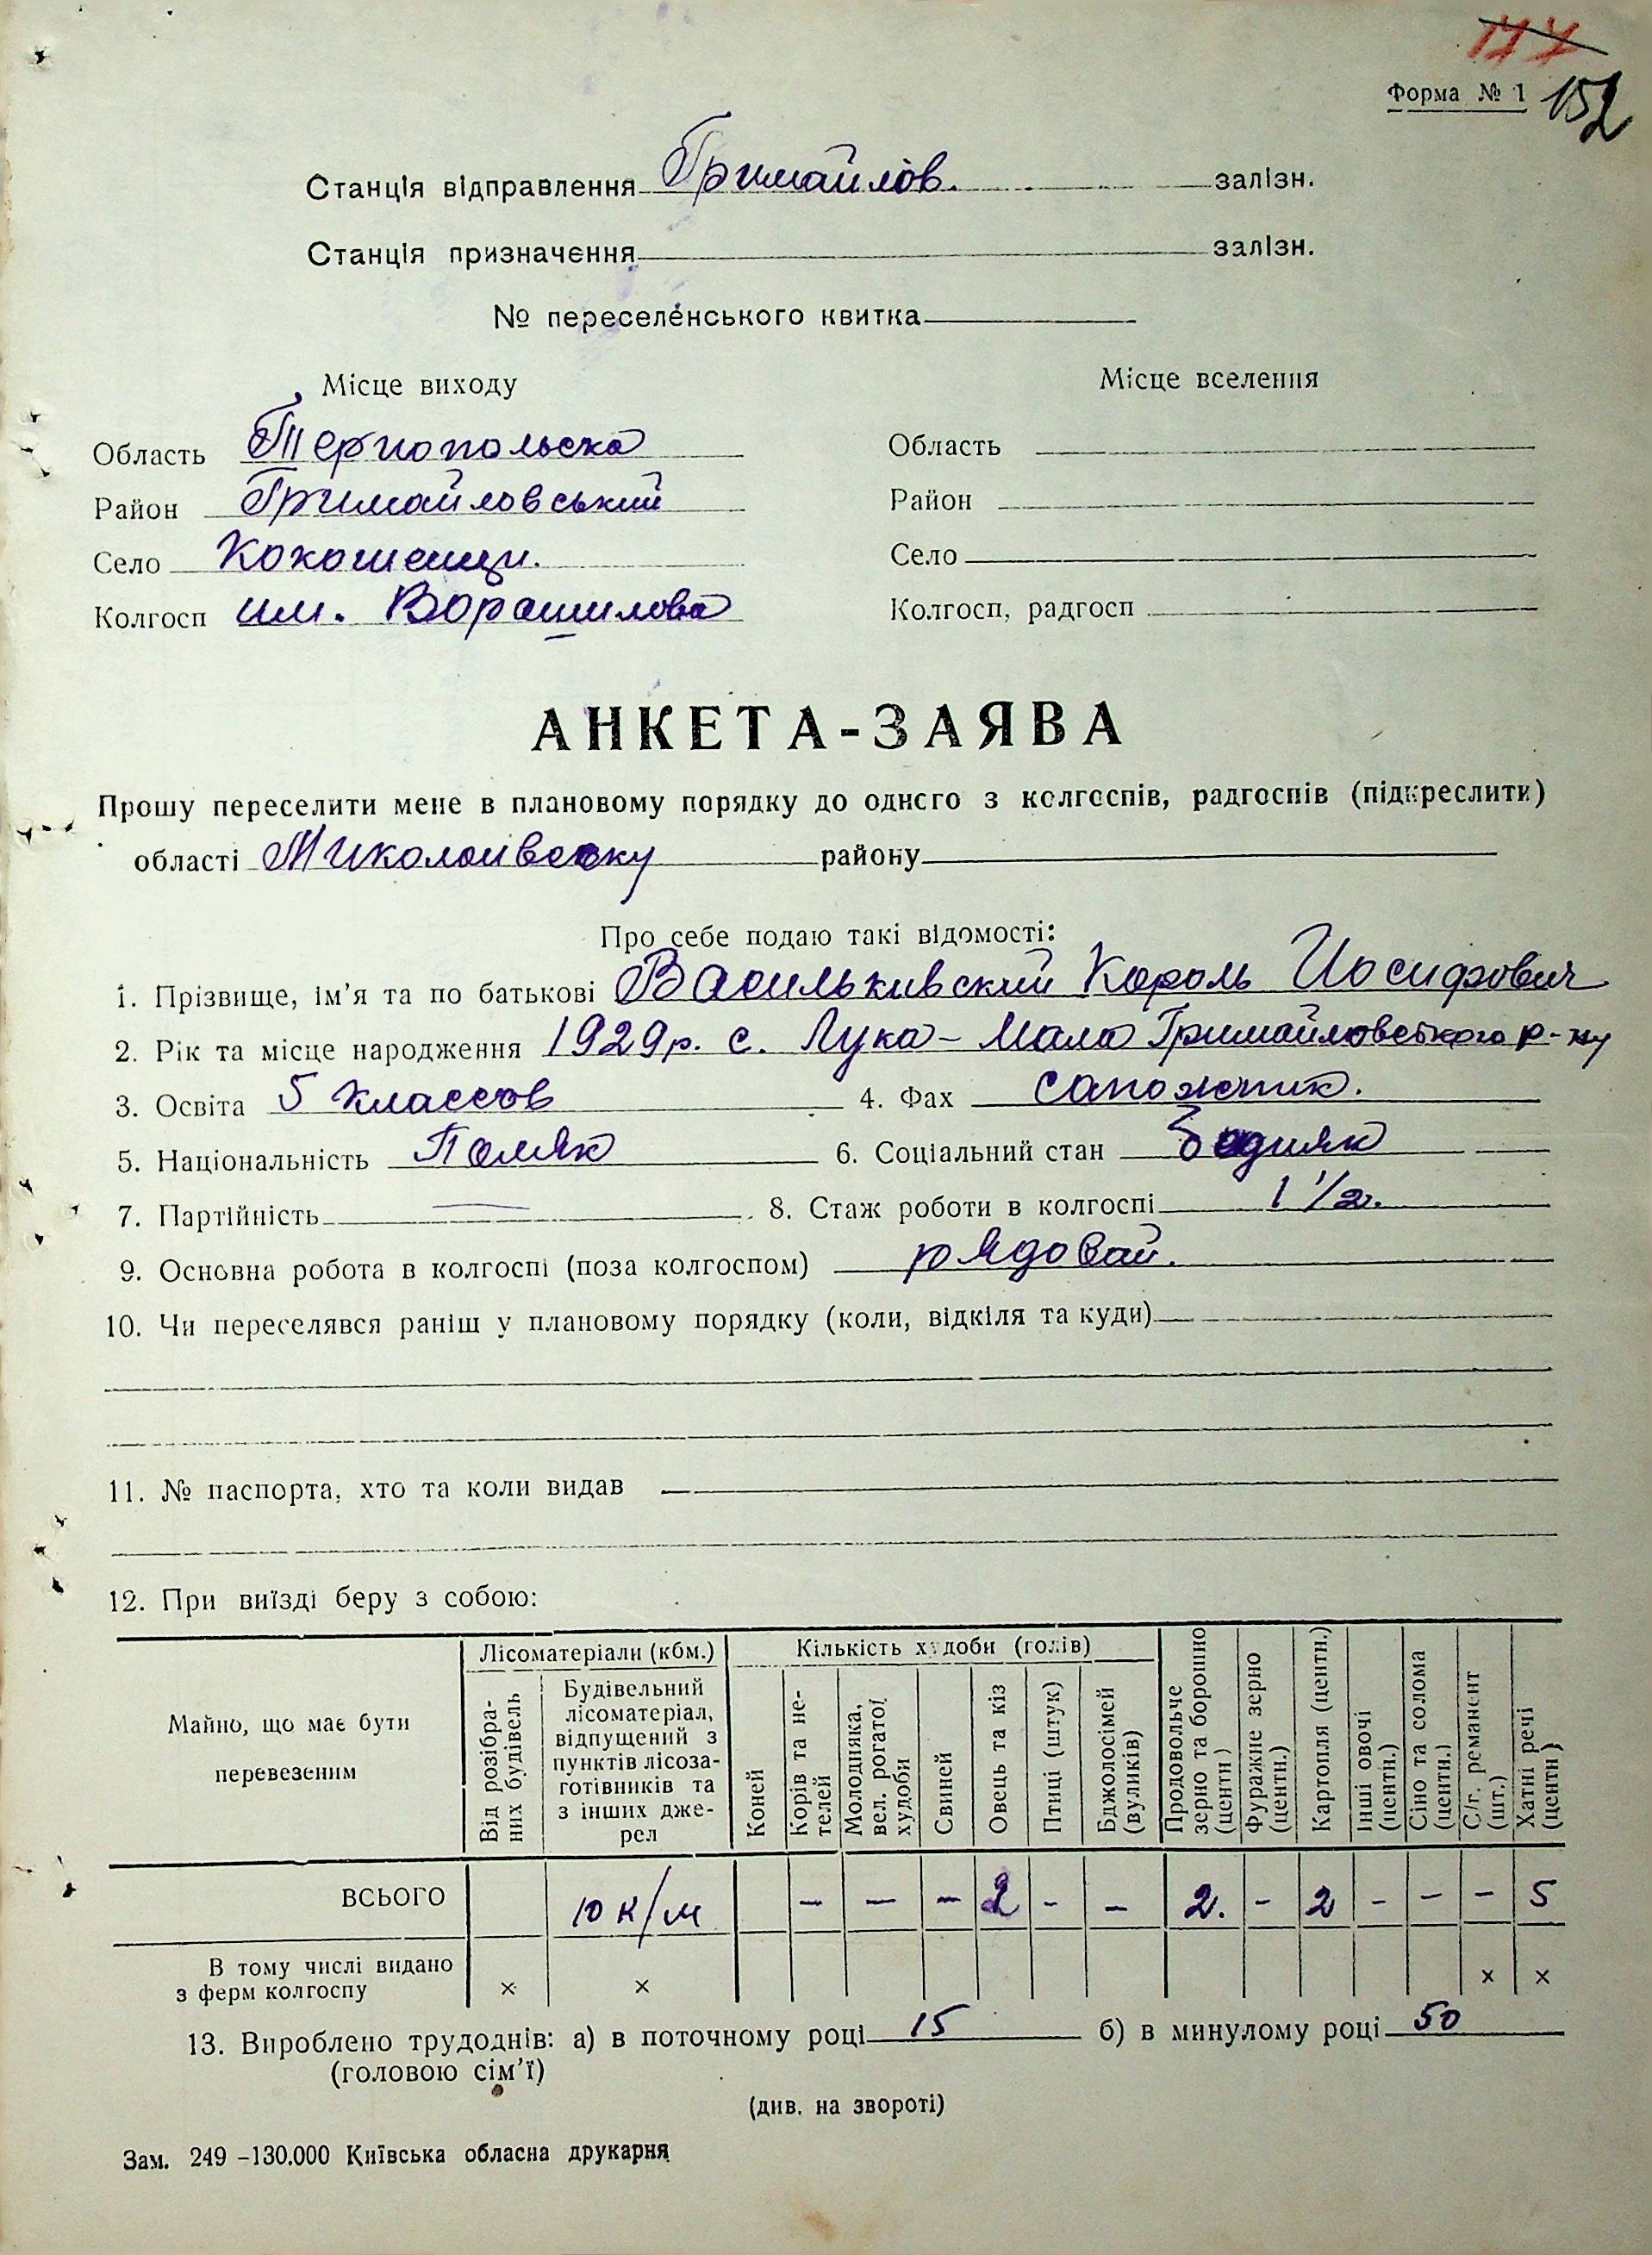 177
Форма № 1 152
Станція відправлення Гримайлов. залізн.
Станція призначення залізн.
№ переселенського квитка
Місце виходу Місце вселення
Область Тернопольска Область
Район Гримайловський Район
Село Кокошенци. Село
Колгосп им. Ворошилова Колгосп, радгосп
АНКЕТА-ЗАЯВА
Прошу переселити мене в плановому порядку до одного з колгоспів, радгоспів (підкреслити)
області Миколаивску району
Про себе подаю такі відомості:
1. Прізвище, ім’я та по батькові Васильκивский Кароль Иосифович
2. Рік та місце народження 1929р. с. Лука-Мала Гримайловского р-ну
3. Освіта 5 классов 4. Фах сапожник.
5. Національність Поляк 6. Соціальний стан бедняк
7. Партійність — 8. Стаж роботи в колгоспі 1 1/2г.
9. Основна робота в колгоспі (поза колгоспом) рядовай.
10. Чи переселявся раніш у плановому порядку (коли, відкіля та куди)
11. № паспорта, хто та коли видав
12. При виїзді беру з собою:
Майно, що має бути перевезеним
Лісоматеріали (кбм.)
Від розібраних будівель
Будівельний лісоматеріал, відпущений з пунктів лісозаготівників та з інших джерел
Кількість худоби (голів)
Коней
Корів та нетелей
Молодняка, вел. рогатої худоби
Свиней
Овець та кіз
Птиці (штук)
Бджолосімей (вуликів)
Продовольче зерно та борошно (центн)
Фуражне зерно (центн.)
Картопля (центн.)
Інші овочі (центн.)
Сіно та солома (центн.)
С/г. реманент (шт.)
Хатні речі (центн)
ВСЬОГО 10 к/м - - - 2 - - 2. - 2 - - - 5
В тому числі видано
з ферм колгоспу × × × ×
13. Вироблено трудоднів: а) в поточному році 15 б) в минулому році 50
(головою сім’ї)
(див. на звороті)
Зам. 249 -130.000 Київська обласна друкарня